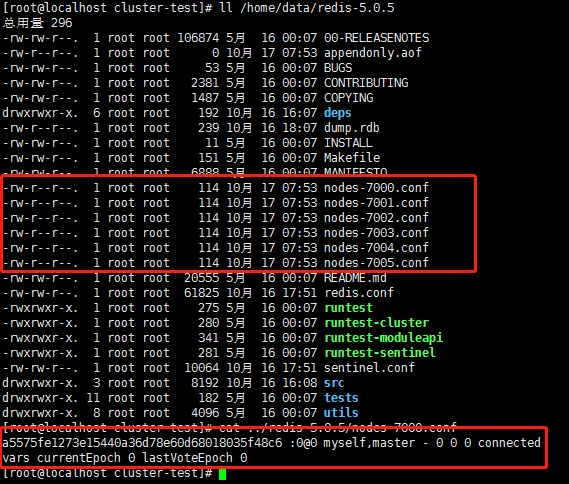 [root@localhost cluster-test]# ll /home/data/redis-5.0.5
总用量 296
-rw-rw-r--. 1 root root 106874 5月 16 00:07 00-RELEASENOTES
-rw-r--r--. 1 root root 0 10月 17 07:53 appendonly.aof
-rw-rw-r--. 1 root root 53 5月 16 00:07 BUGS
-rw-rw-r--. 1 root root 2381 5月 16 00:07 CONTRIBUTING
-rw-rw-r--. 1 root root 1487 5月 16 00:07 COPYING
drwxrwxr-x. 6 root root 192 10月 16 16:07 deps
-rw-r--r--. 1 root root 239 10月 16 18:07 dump.rdb
-rw-rw-r--. 1 root root 11 5月 16 00:07 INSTALL
-rw-rw-r--. 1 root root 151 5月 16 00:07 Makefile
-rw-rw-r--. 1 root root 6888 5月 16 00:07 MANIFESTO
-rw-r--r--. 1 root root 114 10月 17 07:53 nodes-7000.conf
-rw-r--r--. 1 root root 114 10月 17 07:53 nodes-7001.conf
-rw-r--r--. 1 root root 114 10月 17 07:53 nodes-7002.conf
-rw-r--r--. 1 root root 114 10月 17 07:53 nodes-7003.conf
-rw-r--r--. 1 root root 114 10月 17 07:53 nodes-7004.conf
-rw-r--r--. 1 root root 114 10月 17 07:53 nodes-7005.conf
-rw-rw-r--. 1 root root 20555 5月 16 00:07 README.md
-rw-rw-r--. 1 root root 61825 10月 16 17:51 redis.conf
-rwxrwxr-x. 1 root root 275 5月 16 00:07 runtest
-rwxrwxr-x. 1 root root 280 5月 16 00:07 runtest-cluster
-rwxrwxr-x. 1 root root 341 5月 16 00:07 runtest-moduleapi
-rwxrwxr-x. 1 root root 281 5月 16 00:07 runtest-sentinel
-rw-rw-r--. 1 root root 10064 10月 16 17:51 sentinel.conf
drwxrwxr-x. 3 root root 8192 10月 16 16:08 src
drwxrwxr-x. 11 root root 182 5月 16 00:07 tests
drwxrwxr-x. 8 root root 4096 5月 16 00:07 utils
[root@localhost cluster-test]# cat ../redis-5.0.5/nodes-7000.conf
a5575fe1273e15440a36d78e60d68018035f48c6 :0@0 myself,master - 0 0 0 connected
vars currentEpoch 0 lastVoteEpoch 0
[root@localhost cluster-test]#